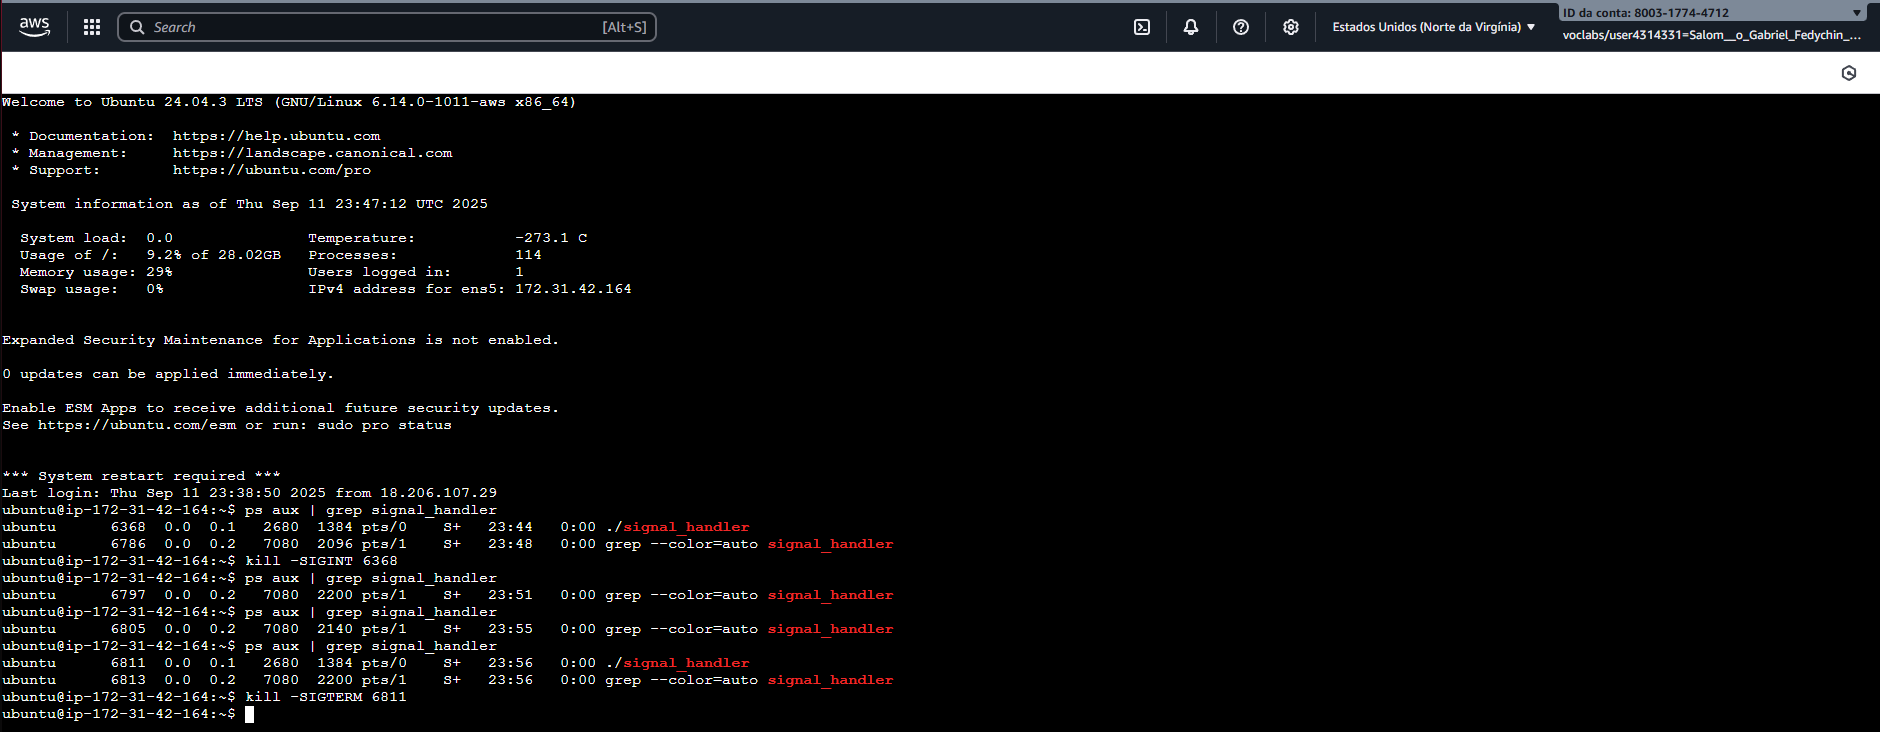 aws Search [Alt+S] Estados Unidos (Norte da Virgínia) ▼ ID da conta: 8003-1774-4712 ▼
voclabs/user4314331=Salom__o_Gabriel_Fedychin_...
Welcome to Ubuntu 24.04.3 LTS (GNU/Linux 6.14.0-1011-aws x86_64)
* Documentation:  https://help.ubuntu.com
* Management:     https://landscape.canonical.com
* Support:        https://ubuntu.com/pro
System information as of Thu Sep 11 23:47:12 UTC 2025
System load:  0.0               Temperature:           -273.1 C
Usage of /:   9.2% of 28.02GB   Processes:             114
Memory usage: 29%               Users logged in:       1
Swap usage:   0%                IPv4 address for ens5: 172.31.42.164
Expanded Security Maintenance for Applications is not enabled.
0 updates can be applied immediately.
Enable ESM Apps to receive additional future security updates.
See https://ubuntu.com/esm or run: sudo pro status
*** System restart required ***
Last login: Thu Sep 11 23:38:50 2025 from 18.206.107.29
ubuntu@ip-172-31-42-164:~$ ps aux | grep signal_handler
ubuntu      6368  0.0  0.1   2680  1384 pts/0    S+   23:44   0:00 ./signal_handler
ubuntu      6786  0.0  0.2   7080  2096 pts/1    S+   23:48   0:00 grep --color=auto signal_handler
ubuntu@ip-172-31-42-164:~$ kill -SIGINT 6368
ubuntu@ip-172-31-42-164:~$ ps aux | grep signal_handler
ubuntu      6797  0.0  0.2   7080  2200 pts/1    S+   23:51   0:00 grep --color=auto signal_handler
ubuntu@ip-172-31-42-164:~$ ps aux | grep signal_handler
ubuntu      6805  0.0  0.2   7080  2140 pts/1    S+   23:55   0:00 grep --color=auto signal_handler
ubuntu@ip-172-31-42-164:~$ ps aux | grep signal_handler
ubuntu      6811  0.0  0.1   2680  1384 pts/0    S+   23:56   0:00 ./signal_handler
ubuntu      6813  0.0  0.2   7080  2200 pts/1    S+   23:56   0:00 grep --color=auto signal_handler
ubuntu@ip-172-31-42-164:~$ kill -SIGTERM 6811
ubuntu@ip-172-31-42-164:~$